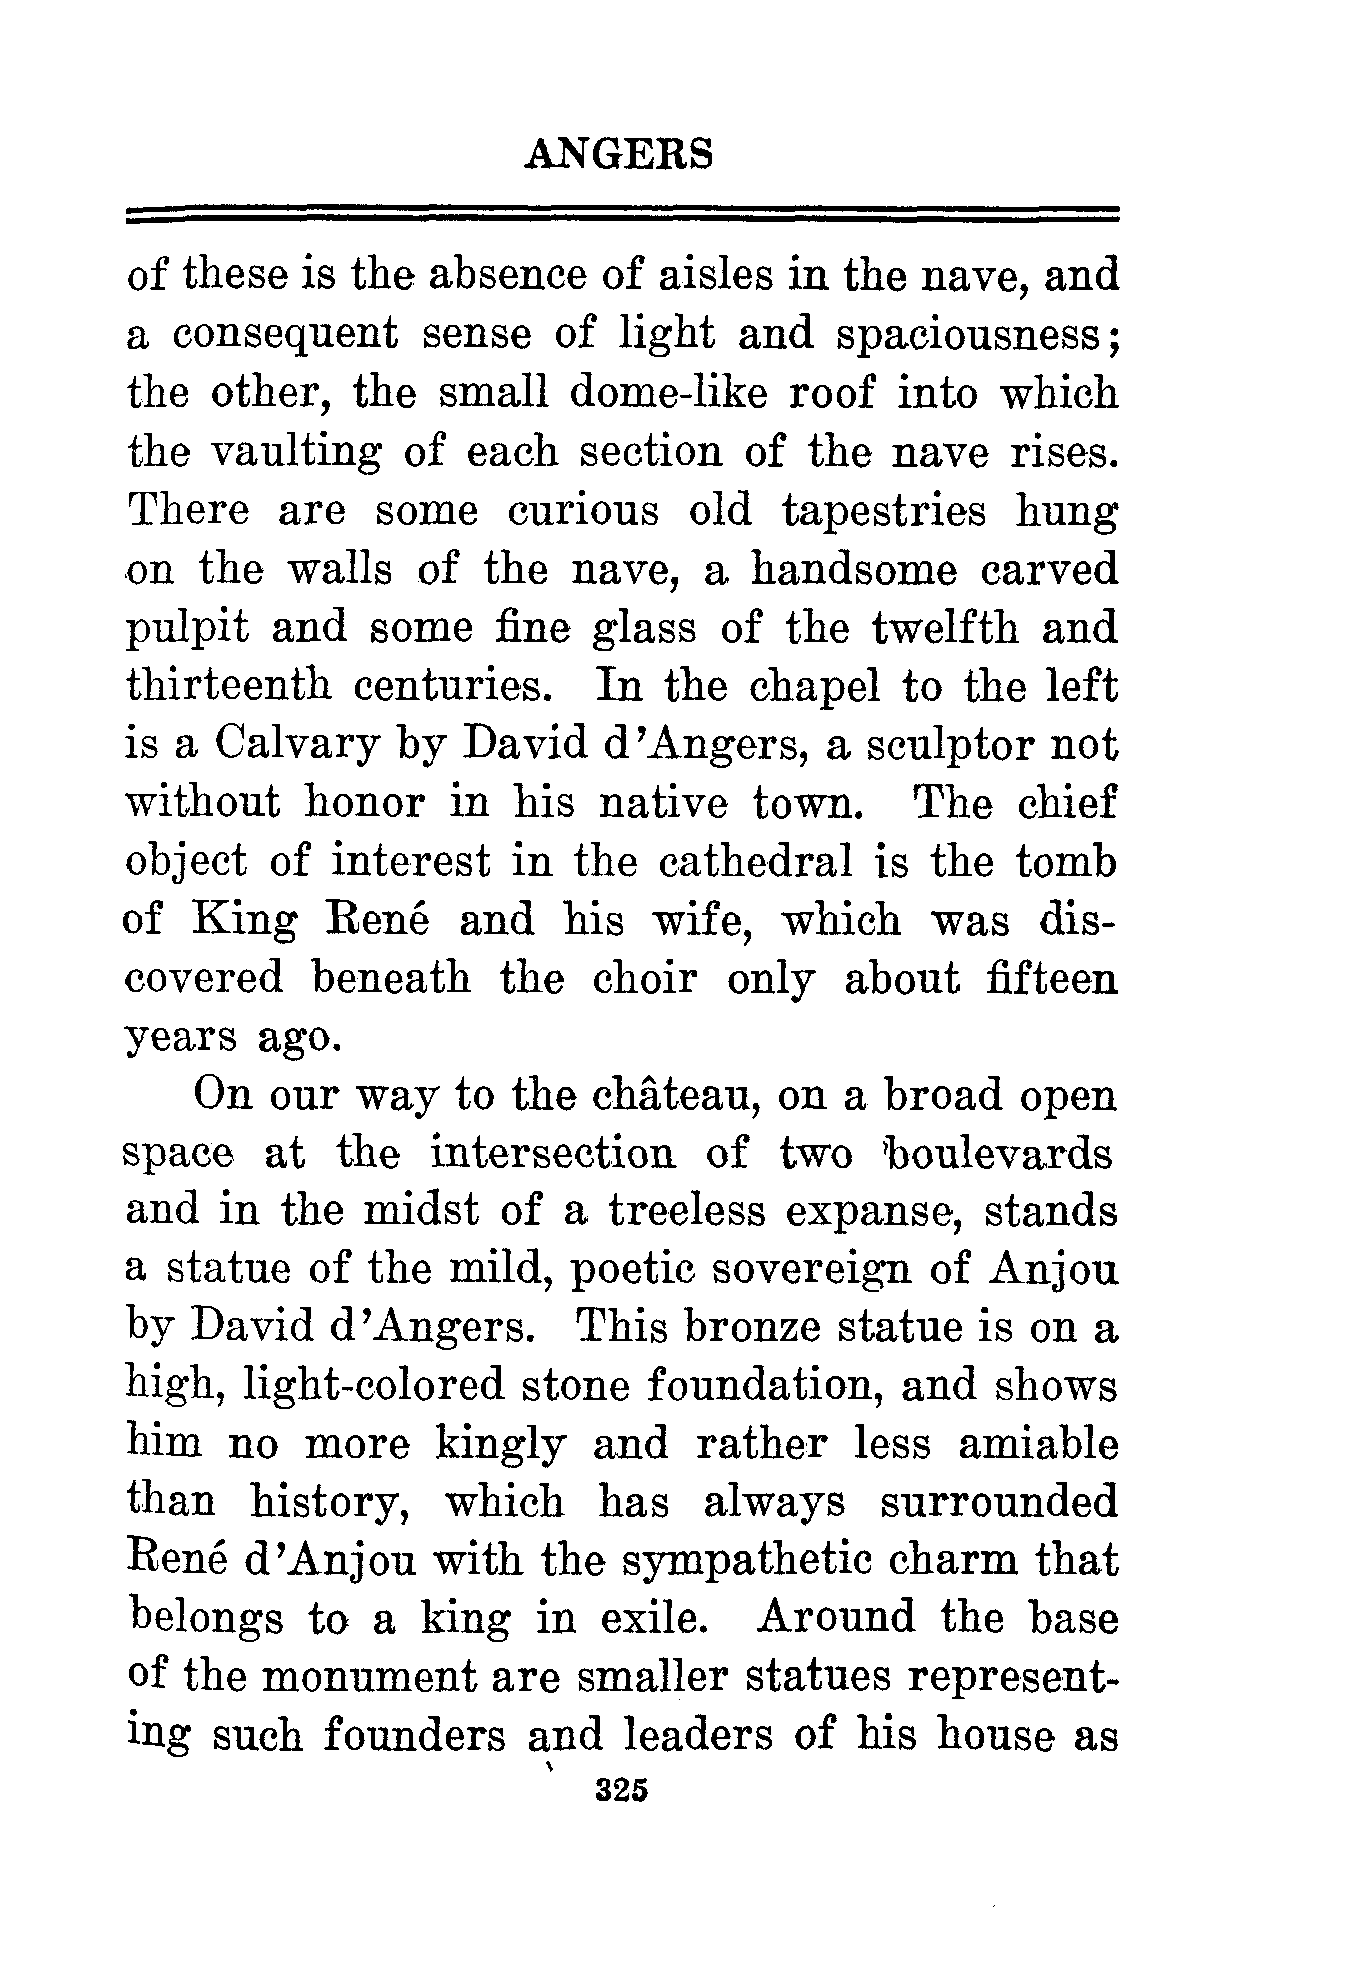 ANGERS
of these is the absence of aisles in the nave, and
a consequent sense of light and spaciousness;
the other, the small dome-like roof into which
the vaulting of each section of the nave rises.
There are some curious old tapestries hung
on the walls of the nave, a handsome carved
pulpit and some fine glass of the twelfth and
thirteenth centuries. In the chapel to the left
is a Calvary by David d'Angers, a sculptor not
without honor in his native town. The chief
object of interest in the cathedral is the tomb
of King René and his wife, which was dis-
covered beneath the choir only about fifteen
years ago.
On our way to the château, on a broad open
space at the intersection of two boulevards
and in the midst of a treeless expanse, stands
a statue of the mild, poetic sovereign of Anjou
by David d'Angers. This bronze statue is on a
high, light-colored stone foundation, and shows
him no more kingly and rather less amiable
than history, which has always surrounded
René d'Anjou with the sympathetic charm that
belongs to a king in exile. Around the base
of the monument are smaller statues represent-
ing such founders and leaders of his house as
325